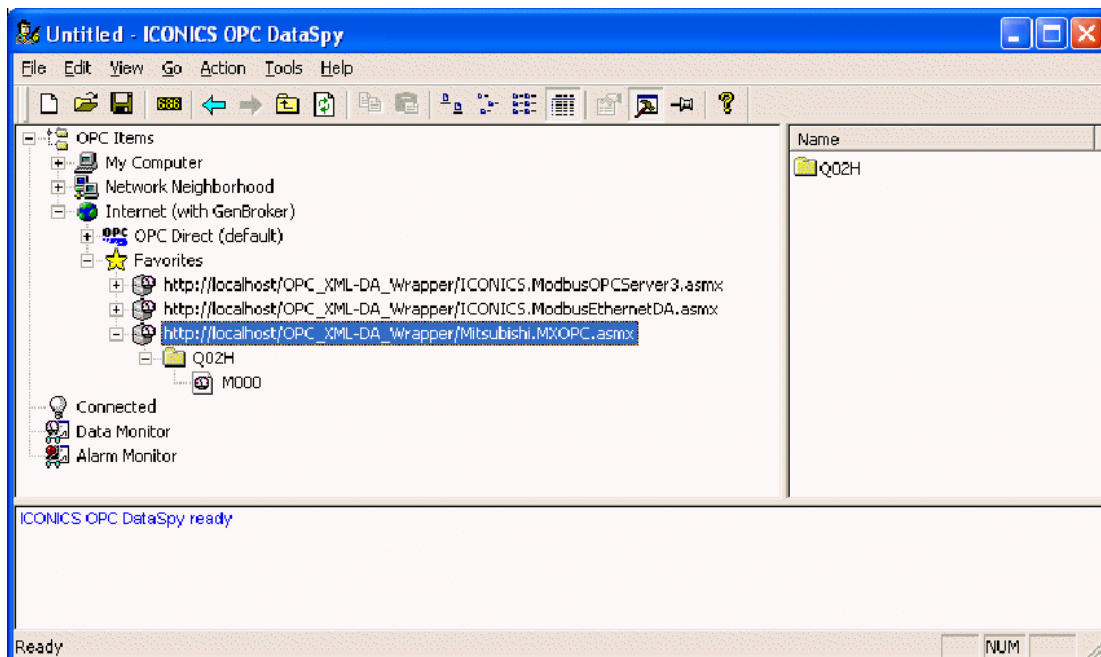 Untitled - ICONICS OPC DataSpy
File Edit View Go Action Tools Help
OPC Items
My Computer
Network Neighborhood
Internet (with GenBroker)
OPC OPC Direct (default)
Favorites
http://localhost/OPC_XML-DA_Wrapper/ICONICS.ModbusOPCServer3.asmx
http://localhost/OPC_XML-DA_Wrapper/ICONICS.ModbusEthernetDA.asmx
http://localhost/OPC_XML-DA_Wrapper/Mitsubishi.MXOPC.asmx
Q02H
M000
Connected
Data Monitor
Alarm Monitor
Name
Q02H
ICONICS OPC DataSpy ready
Ready NUM